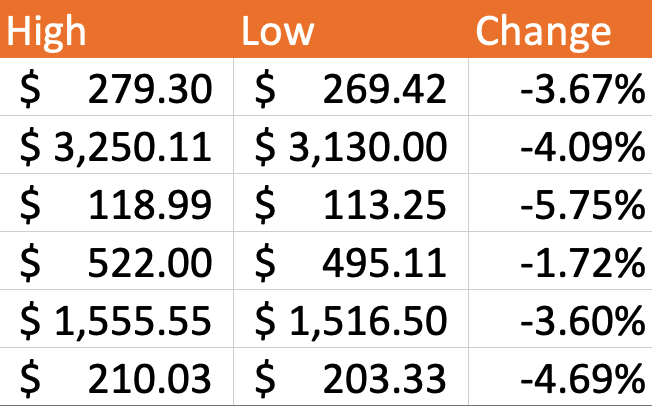 High Low Change
$ 279.30 $ 269.42 -3.67%
$ 3,250.11 $ 3,130.00 -4.09%
$ 118.99 $ 113.25 -5.75%
$ 522.00 $ 495.11 -1.72%
$ 1,555.55 $ 1,516.50 -3.60%
$ 210.03 $ 203.33 -4.69%